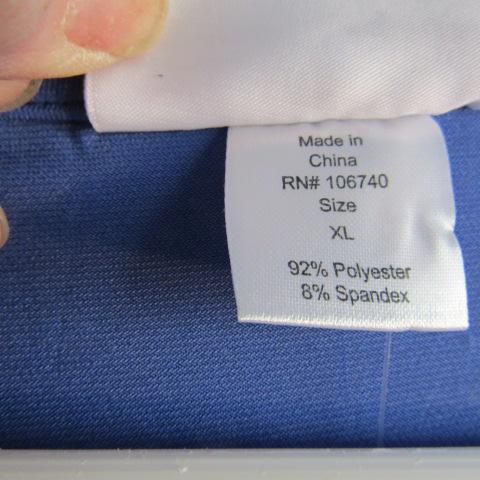 Made in
China
RN# 106740
Size
XL
92% Polyester
8% Spandex